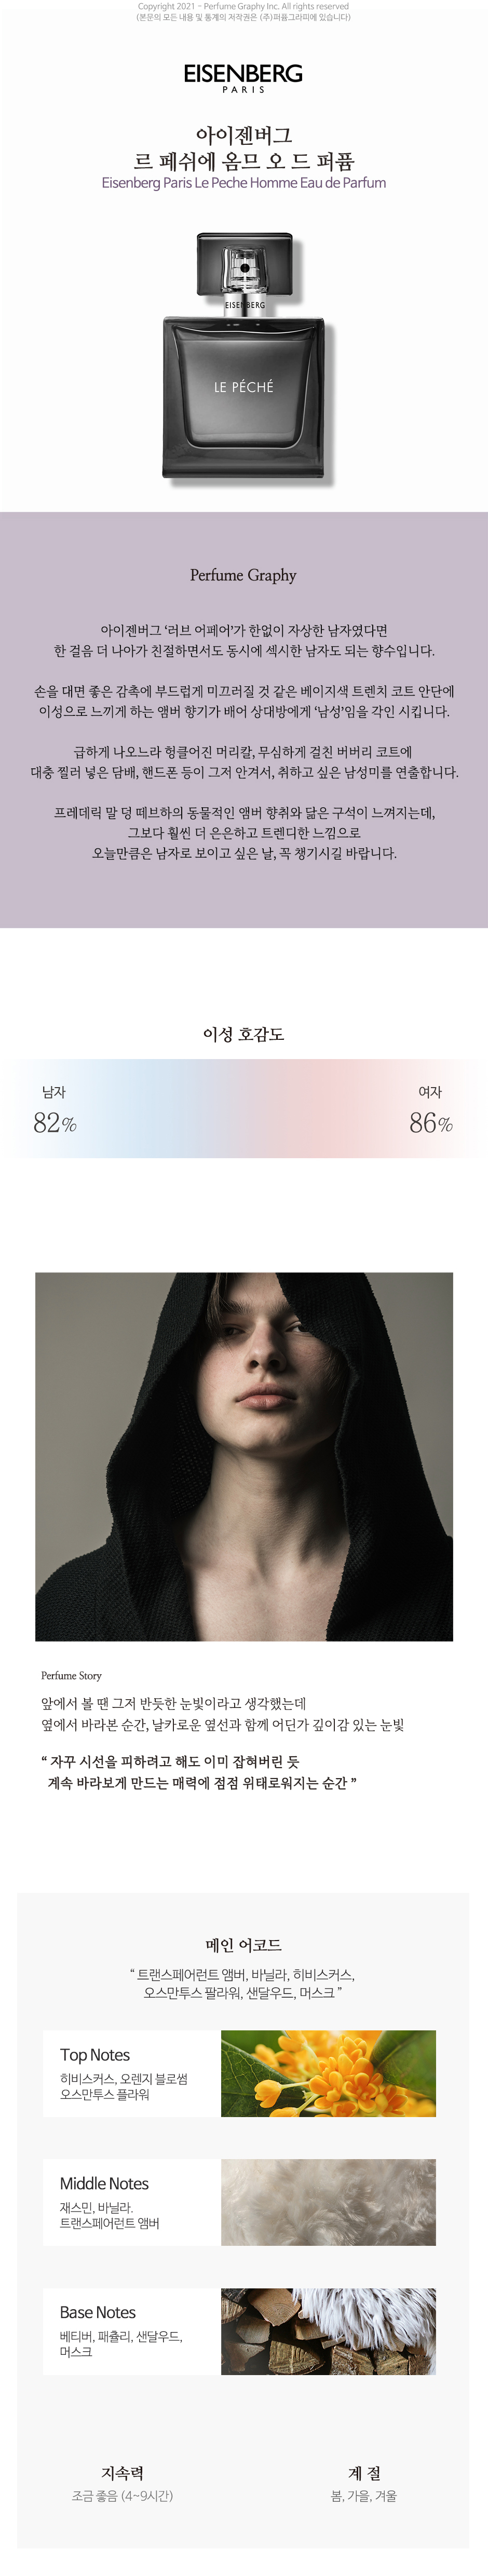 Copyright 2021 - Perfume Graphy Inc. All rights reserved
(본문의 모든 내용 및 통계의 저작권은 (주)퍼퓸그라피에 있습니다)
EISENBERG
PARIS
아이젠버그
르 페쉬에 옴므 오 드 퍼퓸
Eisenberg Paris Le Peche Homme Eau de Parfum
EISENBERG
LE PÉCHÉ
Perfume Graphy
아이젠버그 ‘러브 어페어’가 한없이 자상한 남자였다면
한 걸음 더 나아가 친절하면서도 동시에 섹시한 남자도 되는 향수입니다.
손을 대면 좋은 감촉에 부드럽게 미끄러질 것 같은 베이지색 트렌치 코트 안단에
이성으로 느끼게 하는 앰버 향기가 배어 상대방에게 ‘남성’임을 각인 시킵니다.
급하게 나오느라 헝클어진 머리칼, 무심하게 걸친 버버리 코트에
대충 찔러 넣은 담배, 핸드폰 등이 그저 안겨서, 취하고 싶은 남성미를 연출합니다.
프레데릭 말 덩 떼브하의 동물적인 앰버 향취와 닮은 구석이 느껴지는데,
그보다 훨씬 더 은은하고 트렌디한 느낌으로
오늘만큼은 남자로 보이고 싶은 날, 꼭 챙기시길 바랍니다.
이성 호감도
남자
여자
82%
86%
Perfume Story
앞에서 볼 땐 그저 반듯한 눈빛이라고 생각했는데
옆에서 바라본 순간, 날카로운 옆선과 함께 어딘가 깊이감 있는 눈빛
“ 자꾸 시선을 피하려고 해도 이미 잡혀버린 듯
계속 바라보게 만드는 매력에 점점 위태로워지는 순간 ”
메인 어코드
“ 트랜스페어런트 앰버, 바닐라, 히비스커스,
오스만투스 팔라워, 샌달우드, 머스크 ”
Top Notes
히비스커스, 오렌지 블로썸
오스만투스 플라워
Middle Notes
재스민, 바닐라.
트랜스페어런트 앰버
Base Notes
베티버, 패츌리, 샌달우드,
머스크
지속력
계 절
조금 좋음 (4~9시간)
봄, 가을, 겨울